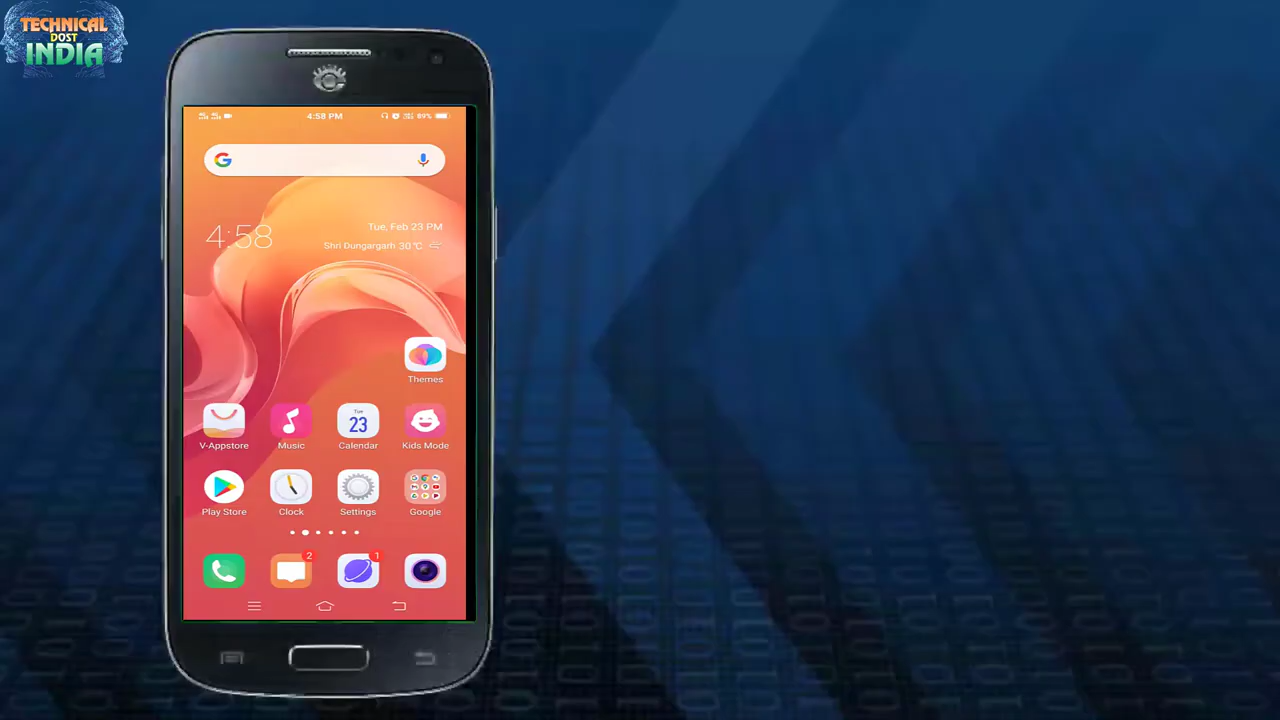 TECHNICAL
DOST
INDIA
4:58 PM
89%
4:58
Tue, Feb 23 PM
Shri Dungargarh 30℃
Themes
Tue
23
V-Appstore
Music
Calendar
Kids Mode
Play Store
Clock
Settings
Google
2
1